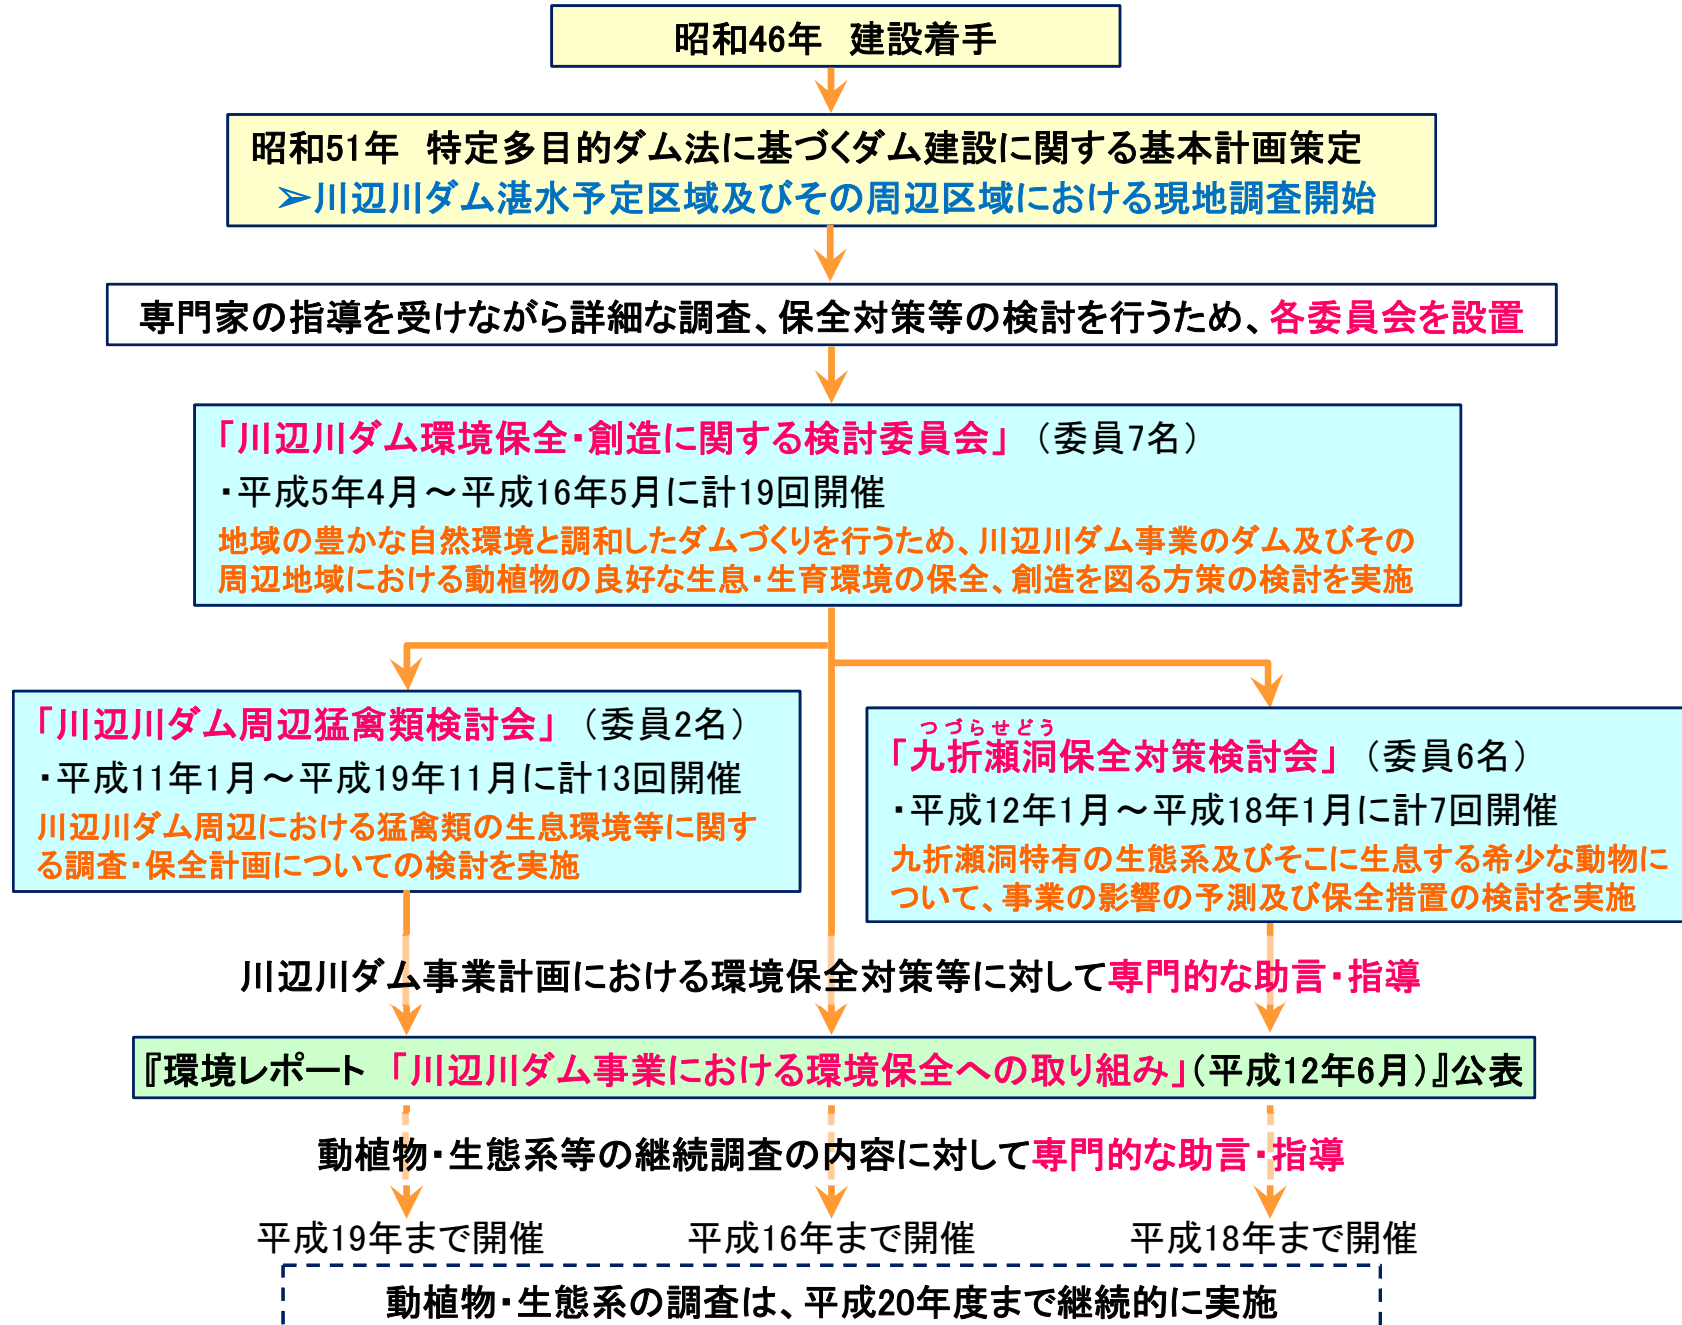 昭和46年　建設着手
昭和51年　特定多目的ダム法に基づくダム建設に関する基本計画策定
➢川辺川ダム湛水予定区域及びその周辺区域における現地調査開始
専門家の指導を受けながら詳細な調査、保全対策等の検討を行うため、各委員会を設置
「川辺川ダム環境保全・創造に関する検討委員会」（委員7名）
・平成5年4月～平成16年5月に計19回開催
地域の豊かな自然環境と調和したダムづくりを行うため、川辺川ダム事業のダム及びその
周辺地域における動植物の良好な生息・生育環境の保全、創造を図る方策の検討を実施
「川辺川ダム周辺猛禽類検討会」（委員2名）
・平成11年1月～平成19年11月に計13回開催
川辺川ダム周辺における猛禽類の生息環境等に関す
る調査・保全計画についての検討を実施
つづらせどう
「九折瀬洞保全対策検討会」（委員6名）
・平成12年1月～平成18年1月に計7回開催
九折瀬洞特有の生態系及びそこに生息する希少な動物に
ついて、事業の影響の予測及び保全措置の検討を実施
川辺川ダム事業計画における環境保全対策等に対して専門的な助言・指導
『環境レポート　「川辺川ダム事業における環境保全への取り組み」（平成12年6月）』公表
動植物・生態系等の継続調査の内容に対して専門的な助言・指導
平成19年まで開催
平成16年まで開催
平成18年まで開催
動植物・生態系の調査は、平成20年度まで継続的に実施